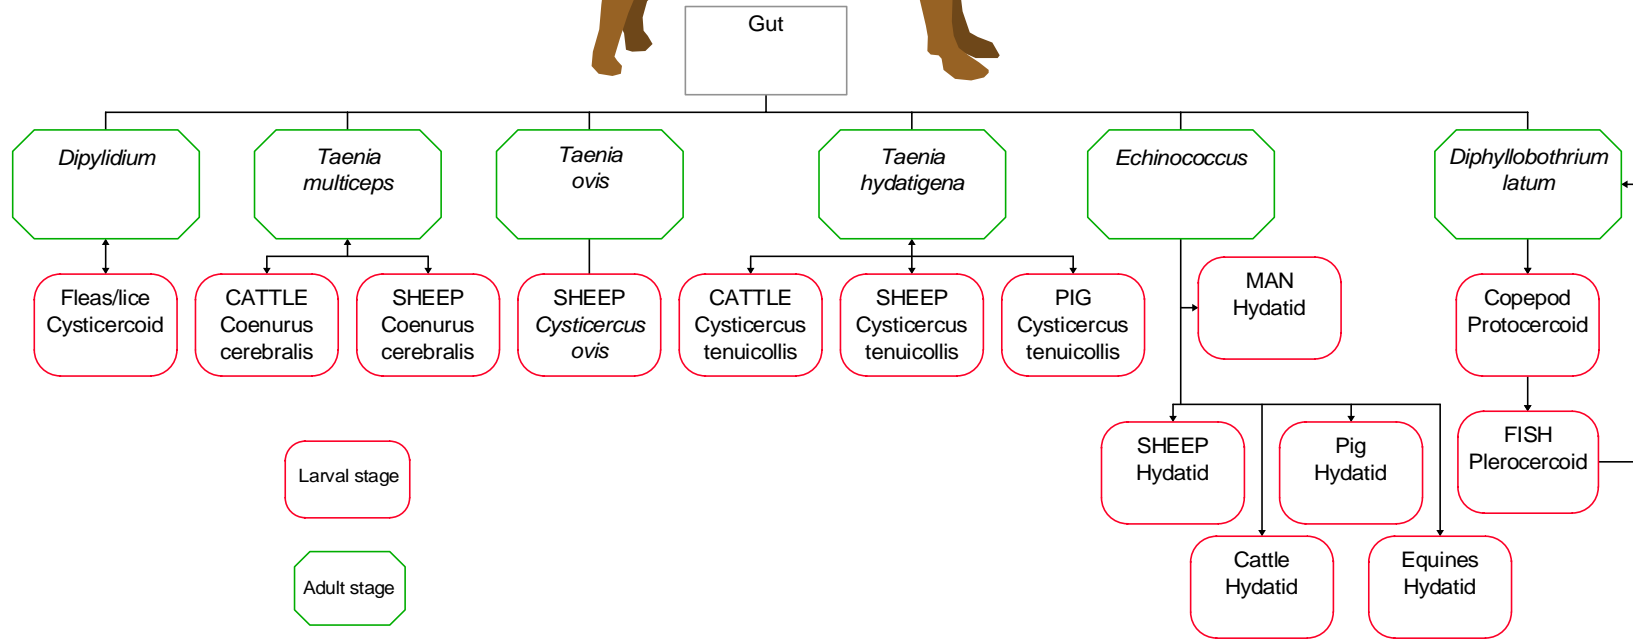 Gut
Dipylidium
Taenia
multiceps
Taenia
ovis
Taenia
hydatigena
Echinococcus
Diphyllobothrium
latum
Fleas/lice
Cysticercoid
CATTLE
Coenurus
cerebralis
SHEEP
Coenurus
cerebralis
SHEEP
Cysticercus
ovis
CATTLE
Cysticercus
tenuicollis
SHEEP
Cysticercus
tenuicollis
PIG
Cysticercus
tenuicollis
MAN
Hydatid
Copepod
Protocercoid
SHEEP
Hydatid
Pig
Hydatid
FISH
Plerocercoid
Cattle
Hydatid
Equines
Hydatid
Larval stage
Adult stage